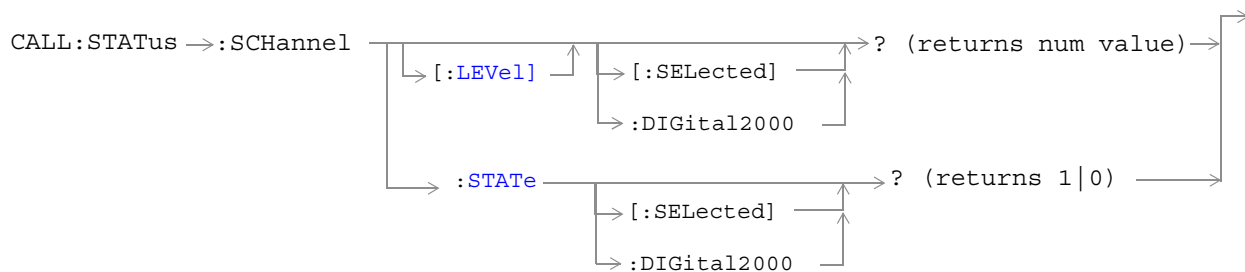 CALL:STATus :SCHannel ? (returns num value)
[:LEVel] [:SELected]
:DIGital2000
:STATe ? (returns 1|0)
[:SELected]
:DIGital2000